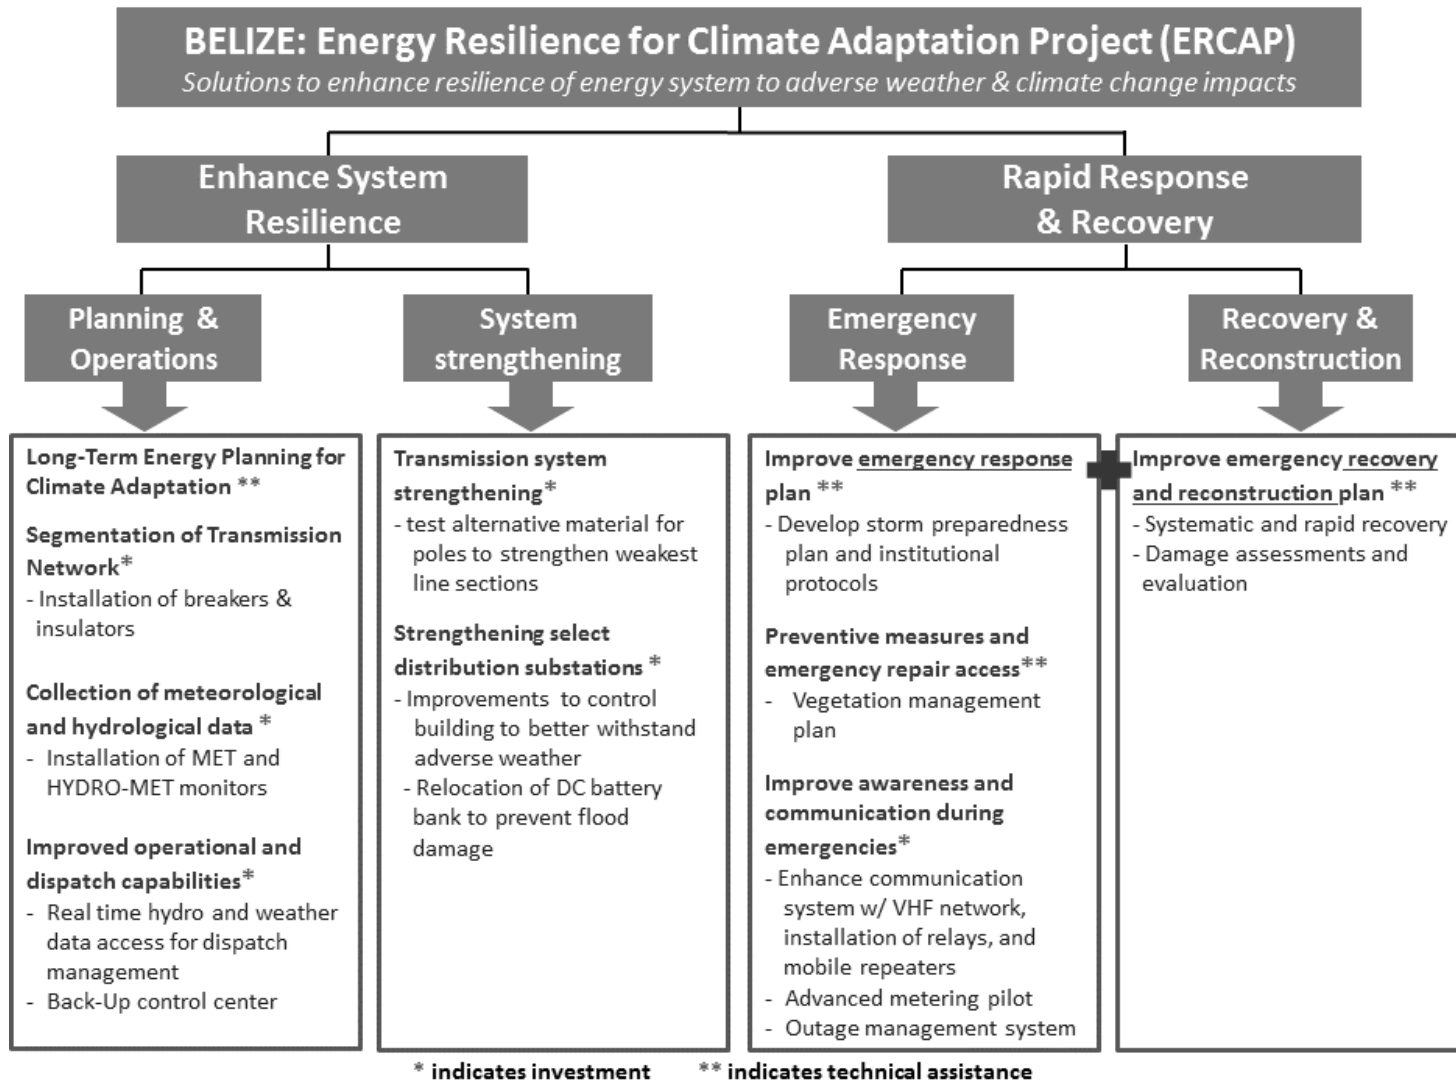 BELIZE: Energy Resilience for Climate Adaptation Project (ERCAP)
Solutions to enhance resilience of energy system to adverse weather & climate change impacts
Enhance System
Resilience
Rapid Response
& Recovery
Planning &
Operations
System
strengthening
Emergency
Response
Recovery &
Reconstruction
Long-Term Energy Planning for
Climate Adaptation **
Segmentation of Transmission
Network*
- Installation of breakers &
insulators
Collection of meteorological
and hydrological data *
- Installation of MET and
HYDRO-MET monitors
Improved operational and
dispatch capabilities*
- Real time hydro and weather
data access for dispatch
management
- Back-Up control center
Transmission system
strengthening*
- test alternative material for
poles to strengthen weakest
line sections
Strengthening select
distribution substations *
- Improvements to control
building to better withstand
adverse weather
- Relocation of DC battery
bank to prevent flood
damage
Improve emergency response
plan **
- Develop storm preparedness
plan and institutional
protocols
Preventive measures and
emergency repair access**
- Vegetation management
plan
Improve awareness and
communication during
emergencies*
- Enhance communication
system w/ VHF network,
installation of relays, and
mobile repeaters
- Advanced metering pilot
- Outage management system
Improve emergency recovery
and reconstruction plan **
- Systematic and rapid recovery
- Damage assessments and
evaluation
* indicates investment
** indicates technical assistance